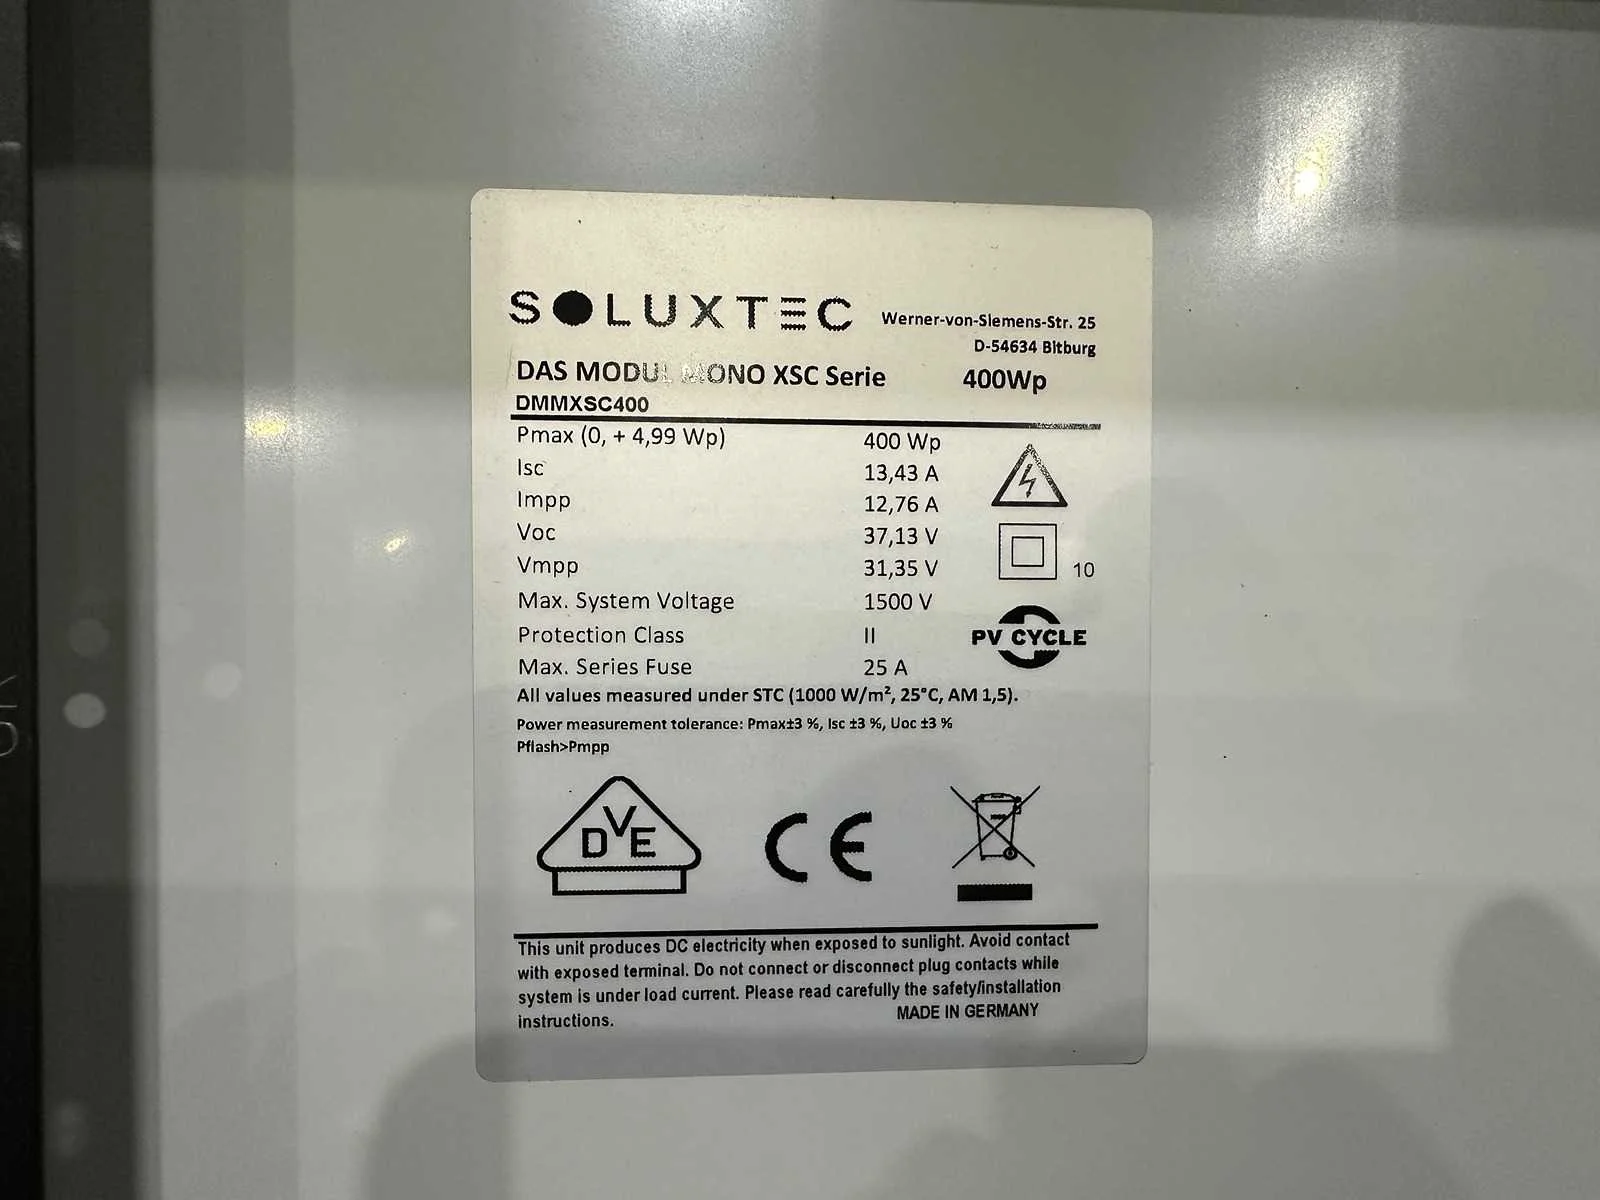 SOLUXTEC
Werner-von-Siemens-Str. 25
D-54634 Bitburg
DAS MODUL MONO XSC Serie 400Wp
DMMXSC400
Pmax (0, + 4,99 Wp) 400 Wp
Isc 13,43 A
Impp 12,76 A
Voc 37,13 V
Vmpp 31,35 V
10
Max. System Voltage 1500 V
Protection Class II
PV CYCLE
Max. Series Fuse 25 A
All values measured under STC (1000 W/m², 25°C, AM 1,5).
Power measurement tolerance: Pmax±3 %, Isc ±3 %, Uoc ±3 %
Pflash>Pmpp
DVE
CE
This unit produces DC electricity when exposed to sunlight. Avoid contact
with exposed terminal. Do not connect or disconnect plug contacts while
system is under load current. Please read carefully the safety/installation
instructions. MADE IN GERMANY